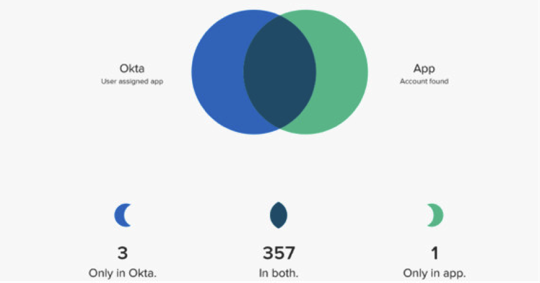 Okta
User assigned app
App
Account found
3
Only in Okta.
357
In both.
1
Only in app.